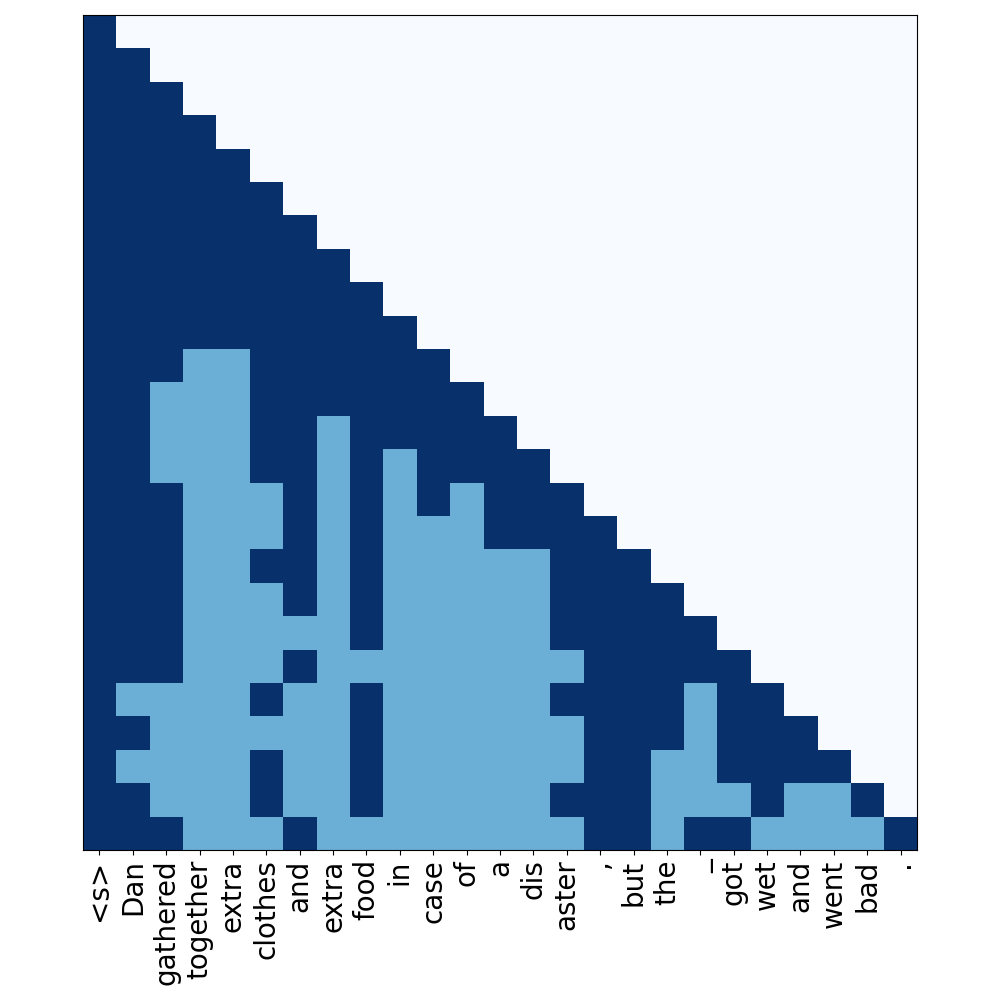 <s> Dan gathered together extra clothes and extra food in case of a dis aster , but the _ got wet and went bad .